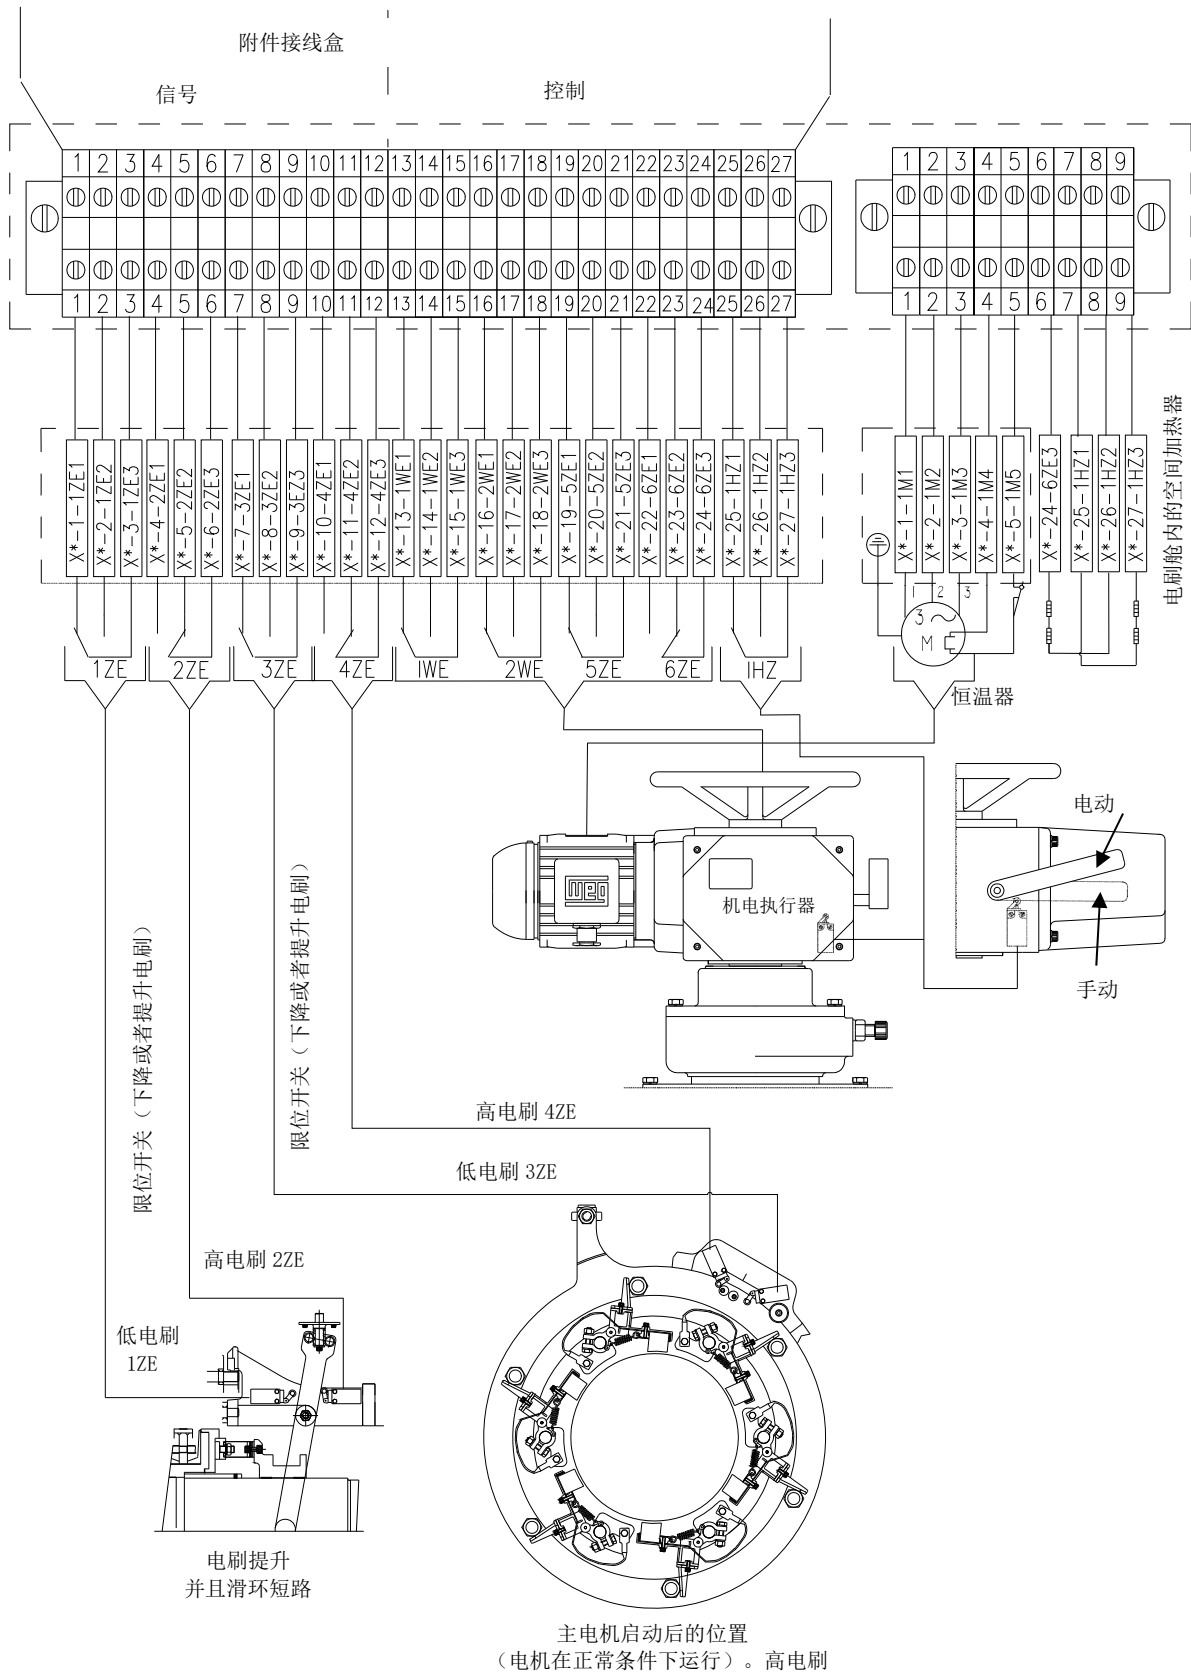 附件接线盒
信号
控制
1 2 3 4 5 6 7 8 9 10 11 12 13 14 15 16 17 18 19 20 21 22 23 24 25 26 27
1 2 3 4 5 6 7 8 9
1 2 3 4 5 6 7 8 9 10 11 12 13 14 15 16 17 18 19 20 21 22 23 24 25 26 27
1 2 3 4 5 6 7 8 9
X*-1-1ZE1
X*-2-1ZE2
X*-3-1ZE3
X*-4-2ZE1
X*-5-2ZE2
X*-6-2ZE3
X*-7-3ZE1
X*-8-3ZE2
X*-9-3EZ3
X*-10-4ZE1
X*-11-4ZE2
X*-12-4ZE3
X*-13-1WE1
X*-14-1WE2
X*-15-1WE3
X*-16-2WE1
X*-17-2WE2
X*-18-2WE3
X*-19-5ZE1
X*-20-5ZE2
X*-21-5ZE3
X*-22-6ZE1
X*-23-6ZE2
X*-24-6ZE3
X*-25-1HZ1
X*-26-1HZ2
X*-27-1HZ3
X*-1-1M1
X*-2-1M2
X*-3-1M3
X*-4-1M4
X*-5-1M5
X*-24-6ZE3
X*-25-1HZ1
X*-26-1HZ2
X*-27-1HZ3
电刷舱内的空间加热器
1 2 3
3
M
1ZE
2ZE
3ZE
4ZE
1WE
2WE
5ZE
6ZE
1HZ
恒温器
电动
weg
机电执行器
手动
限位开关（下降或者提升电刷）
限位开关（下降或者提升电刷）
高电刷 4ZE
低电刷 3ZE
高电刷 2ZE
低电刷
1ZE
电刷提升
并且滑环短路
主电机启动后的位置
（电机在正常条件下运行）。高电刷